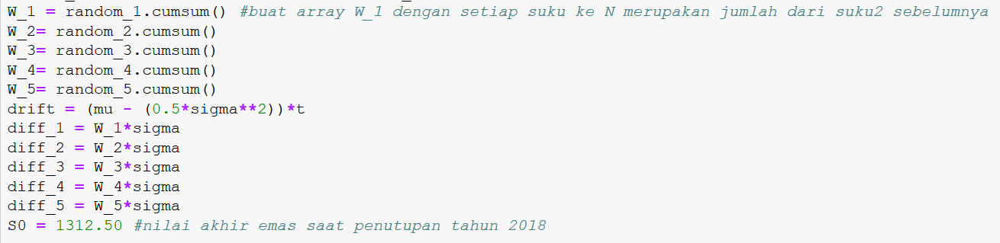 W_1 = random_1.cumsum() #buat array W_1 dengan setiap suku ke N merupakan jumlah dari suku2 sebelumnya
W_2= random_2.cumsum()
W_3= random_3.cumsum()
W_4= random_4.cumsum()
W_5= random_5.cumsum()
drift = (mu - (0.5*sigma**2))*t
diff_1 = W_1*sigma
diff_2 = W_2*sigma
diff_3 = W_3*sigma
diff_4 = W_4*sigma
diff_5 = W_5*sigma
S0 = 1312.50 #nilai akhir emas saat penutupan tahun 2018